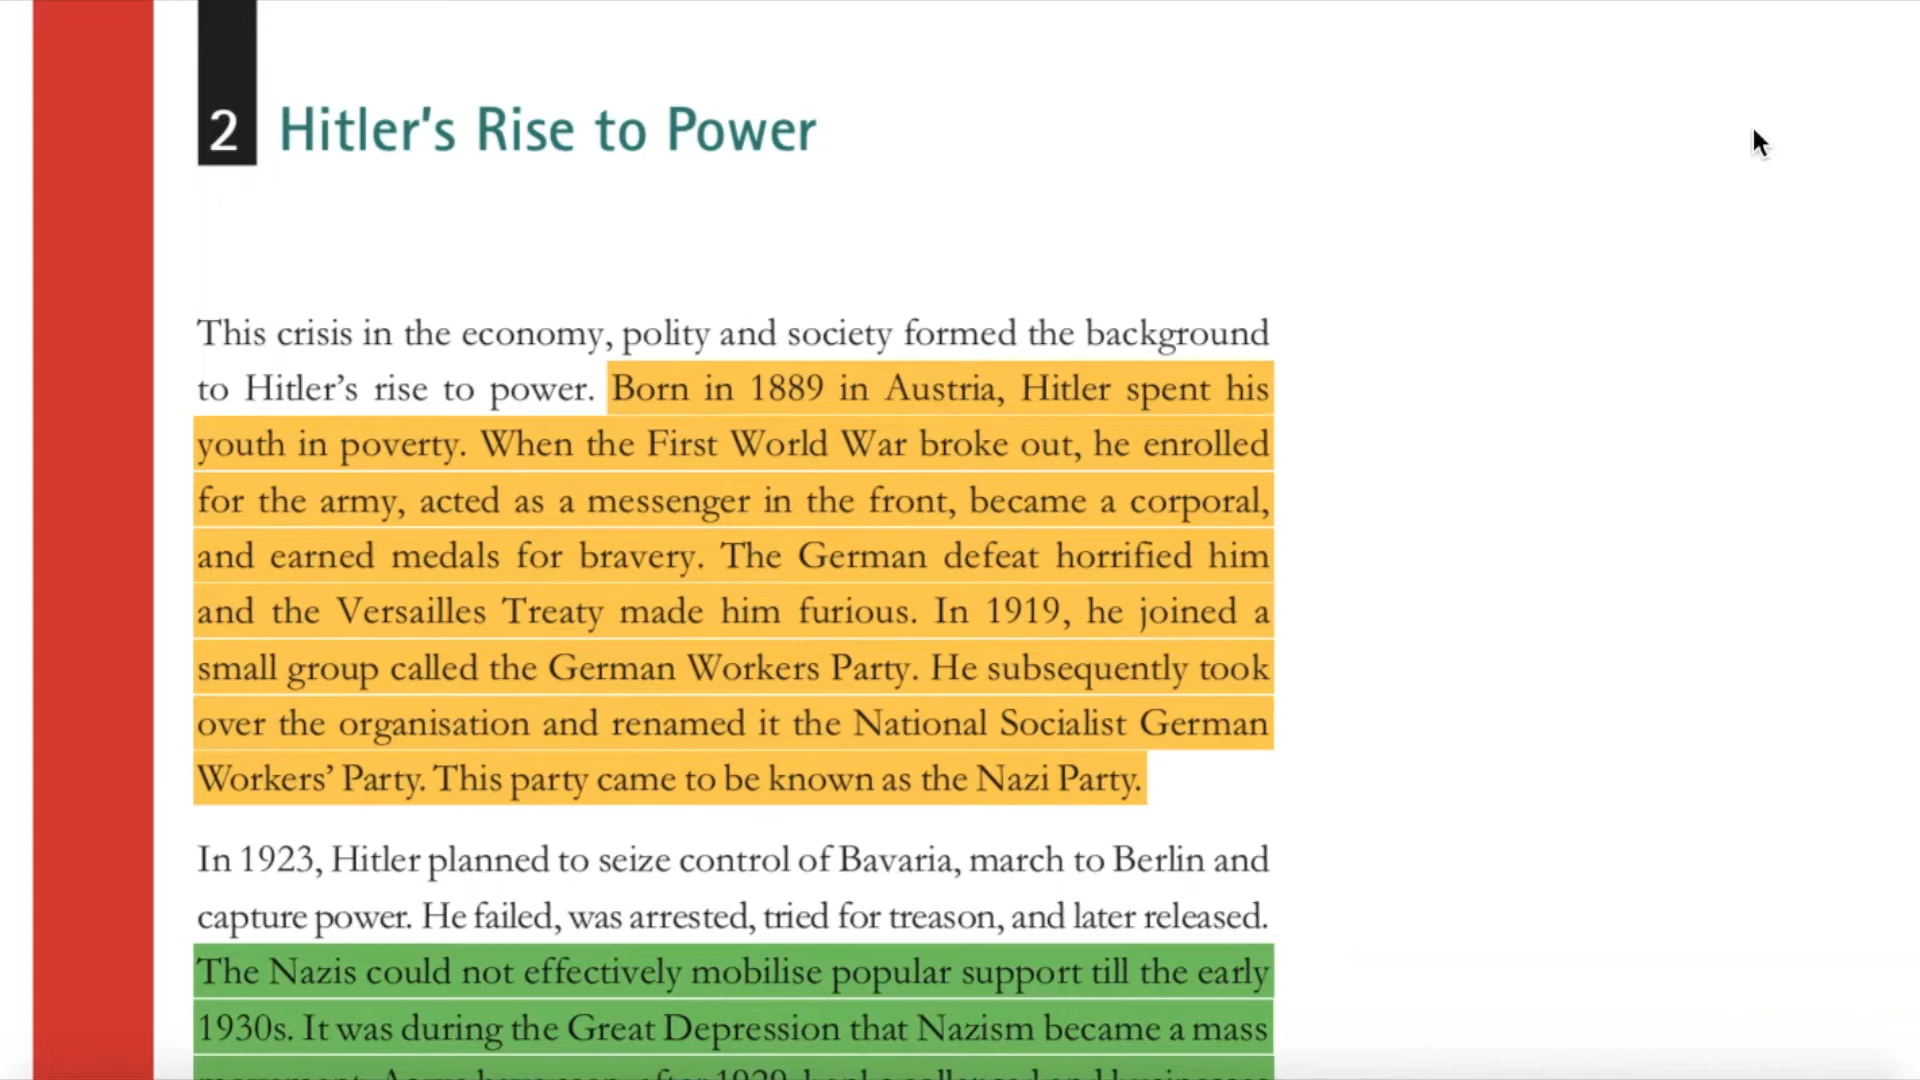 2 Hitler’s Rise to Power
This crisis in the economy, polity and society formed the background
to Hitler’s rise to power. Born in 1889 in Austria, Hitler spent his
youth in poverty. When the First World War broke out, he enrolled
for the army, acted as a messenger in the front, became a corporal,
and earned medals for bravery. The German defeat horrified him
and the Versailles Treaty made him furious. In 1919, he joined a
small group called the German Workers Party. He subsequently took
over the organisation and renamed it the National Socialist German
Workers’ Party. This party came to be known as the Nazi Party.
In 1923, Hitler planned to seize control of Bavaria, march to Berlin and
capture power. He failed, was arrested, tried for treason, and later released.
The Nazis could not effectively mobilise popular support till the early
1930s. It was during the Great Depression that Nazism became a mass